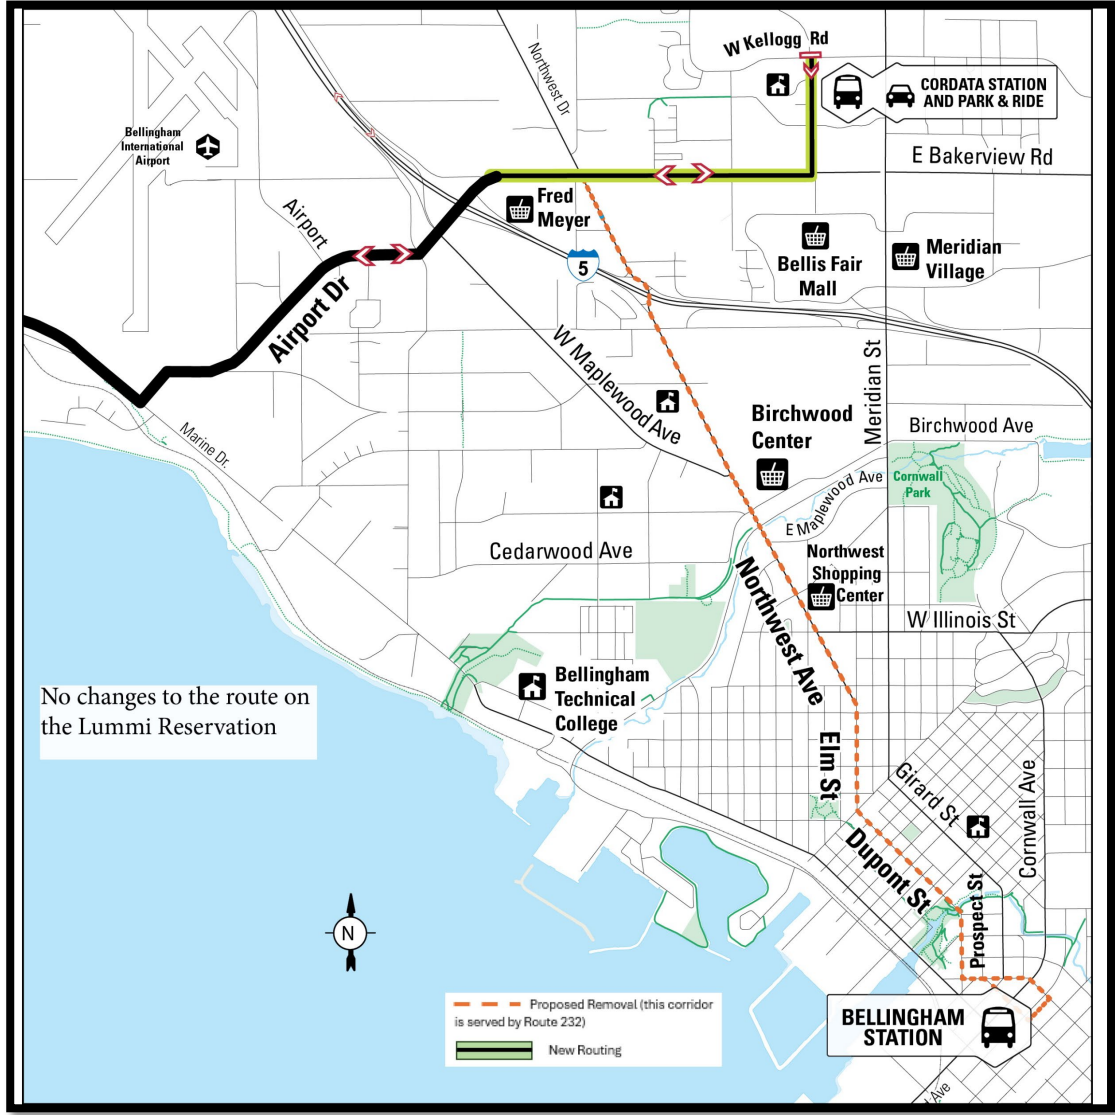 W Kellogg Rd
Northwest Dr
CORDATA STATION
AND PARK & RIDE
Bellingham
International
Airport
E Bakerview Rd
Fred
Meyer
Airport
Meridian
Village
Bellis Fair
Mall
5
Airport Dr
W Maplewood Ave
Meridian St
Birchwood
Center
Birchwood Ave
Marine Dr.
Cornwall
Park
E Maplewood Ave
Cedarwood Ave
Northwest
Shopping
Center
W Illinois St
Northwest Ave
Bellingham
Technical
College
No changes to the route on
the Lummi Reservation
Elm St
Girard St
Cornwall Ave
Dupont St
Prospect St
N
Proposed Removal (this corridor
is served by Route 232)
New Routing
BELLINGHAM
STATION
Ave